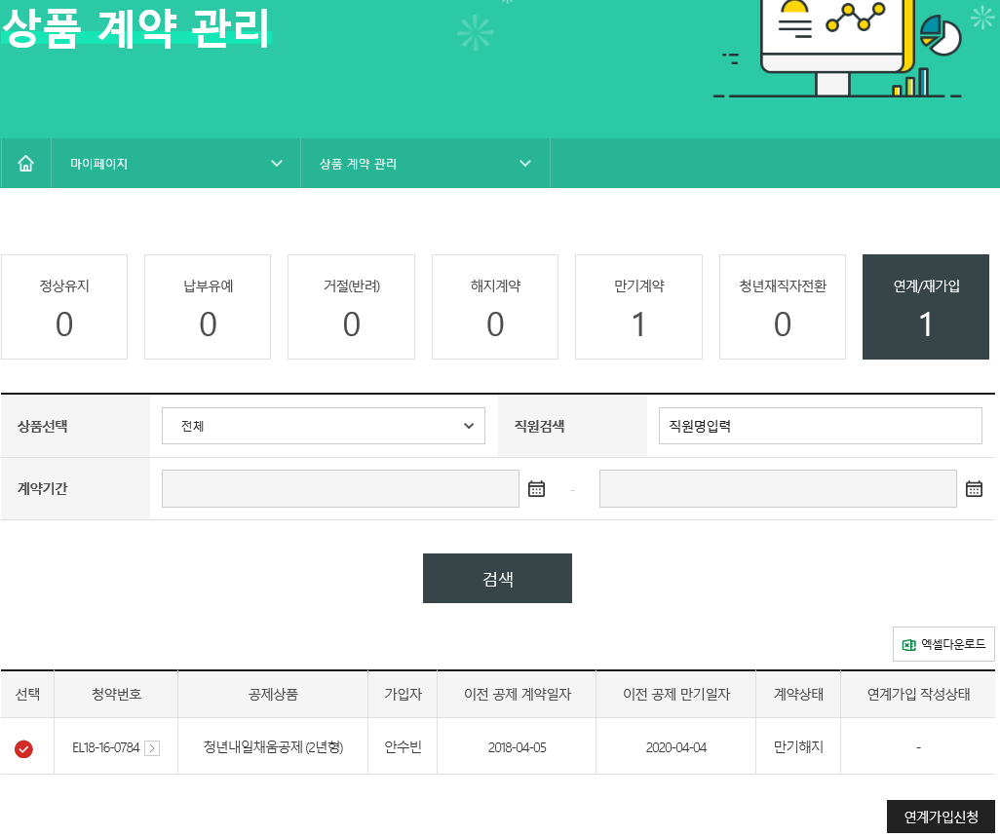 상품 계약 관리
마이페이지
상품 계약 관리
정상유지 납부유예 거절(반려) 해지계약 만기계약 청년재직자전환 연계/재가입
0 0 0 0 1 0 1
상품선택 전체 직원검색 직원명입력
계약기간 -
검색
엑셀다운로드
선택 청약번호 공제상품 가입자 이전 공제 계약일자 이전 공제 만기일자 계약상태 연계가입 작성상태
EL18-16-0784 청년내일채움공제 (2년형) 안수빈 2018-04-05 2020-04-04 만기해지 -
연계가입신청